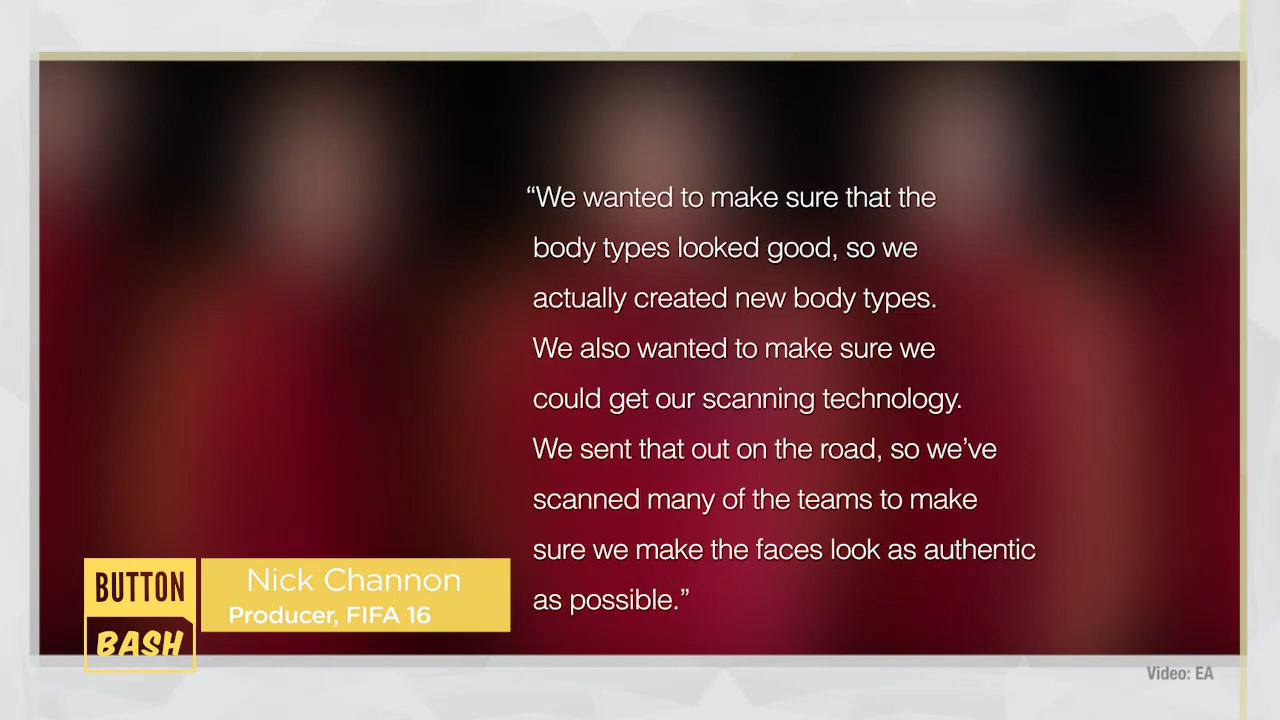 “We wanted to make sure that the
body types looked good, so we
actually created new body types.
We also wanted to make sure we
could get our scanning technology.
We sent that out on the road, so we’ve
scanned many of the teams to make
sure we make the faces look as authentic
as possible.”
BUTTON
BASH
Nick Channon
Producer, FIFA 16
Video: EA